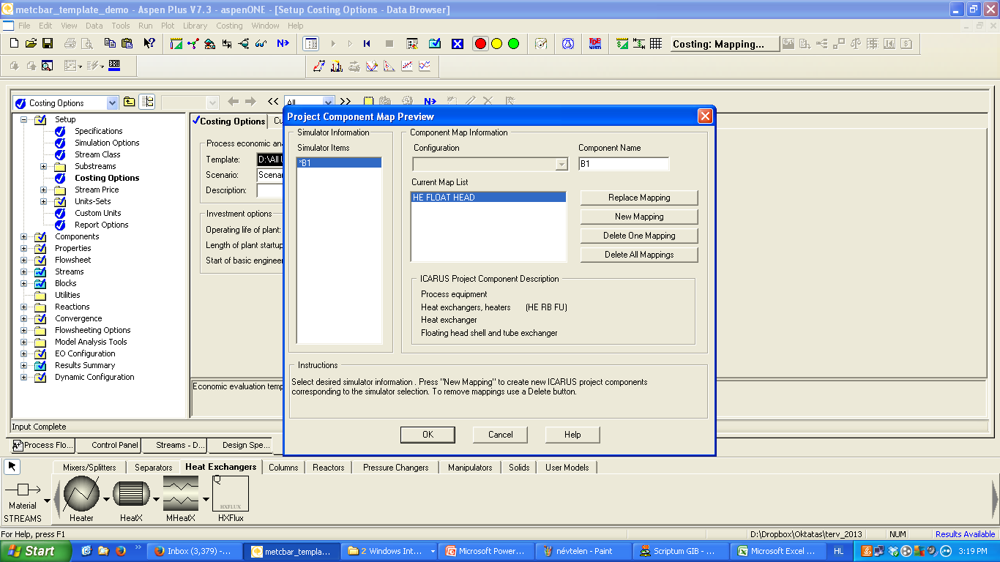 metcbar_template_demo - Aspen Plus V7.3 - aspenONE - [Setup Costing Options - Data Browser]
File Edit View Data Tools Run Plot Library Costing Window Help
Costing: Mapping...
Costing Options
<< All >>
N>
Setup
Specifications
Simulation Options
Stream Class
Substreams
Costing Options
Stream Price
Units-Sets
Custom Units
Report Options
Components
Properties
Flowsheet
Streams
Blocks
Utilities
Reactions
Convergence
Flowsheeting Options
Model Analysis Tools
EO Configuration
Results Summary
Dynamic Configuration
Costing Options
Process economic ana
Template: D:\All U
Scenario: Scenar
Description:
Investment options
Operating life of plant:
Length of plant startup
Start of basic engineer
Economic evaluation temp
Project Component Map Preview
Simulator Information
Simulator Items
*B1
Component Map Information
Configuration
Component Name
B1
Current Map List
HE FLOAT HEAD
Replace Mapping
New Mapping
Delete One Mapping
Delete All Mappings
ICARUS Project Component Description
Process equipment
Heat exchangers, heaters (HE RB FU)
Heat exchanger
Floating head shell and tube exchanger
Instructions
Select desired simulator information . Press "New Mapping" to create new ICARUS project components
corresponding to the simulator selection. To remove mappings use a Delete button.
OK Cancel Help
Input Complete
Process Flo... Control Panel Streams - D... Design Spe...
Mixers/Splitters Separators Heat Exchangers Columns Reactors Pressure Changers Manipulators Solids User Models
Material
STREAMS
Q
HXFLUX
Heater HeatX MHeatX HXFlux
For Help, press F1
D:\Dropbox\Oktatas\terv_2013 NUM Results Available
Start
Inbox (3,379) -... metcbar_templa... 2 Windows Int... Microsoft Power... névtelen - Paint Scriptum GIB - ... Microsoft Excel ... HL 3:19 PM